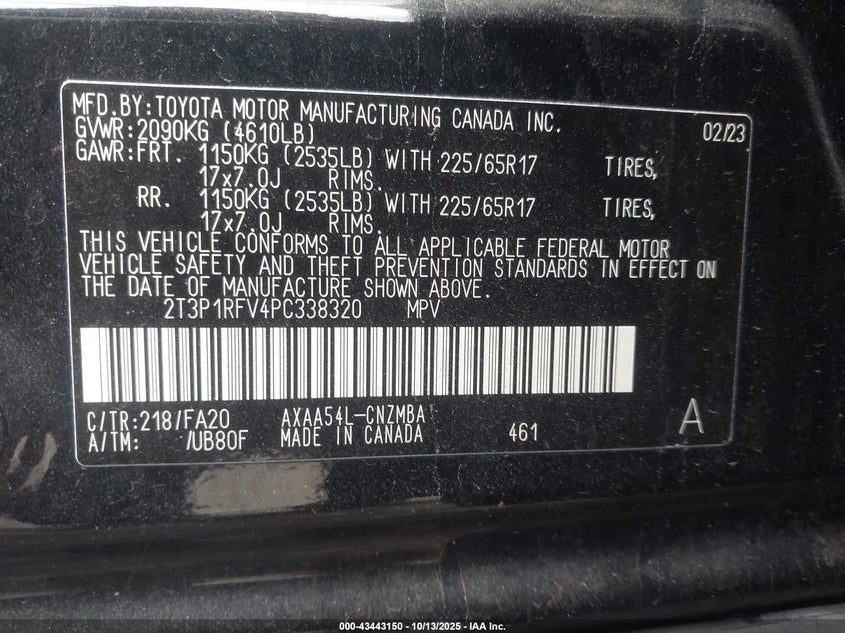 MFD.BY:TOYOTA MOTOR MANUFACTURING CANADA INC. 02/23
GVWR:2090KG (4610LB)
GAWR:FRT. 1150KG (2535LB) WITH 225/65R17 TIRES,
17x7.0J RIMS.
RR. 1150KG (2535LB) WITH 225/65R17 TIRES,
17x7.0J RIMS.
THIS VEHICLE CONFORMS TO ALL APPLICABLE FEDERAL MOTOR
VEHICLE SAFETY AND THEFT PREVENTION STANDARDS IN EFFECT ON
THE DATE OF MANUFACTURE SHOWN ABOVE.
2T3P1RFV4PC338320 MPV
C/TR:218/FA20 AXAA54L-CNZMBA
A/TM: /UB80F MADE IN CANADA 461 A
000-43443150 - 10/13/2025 - IAA Inc.